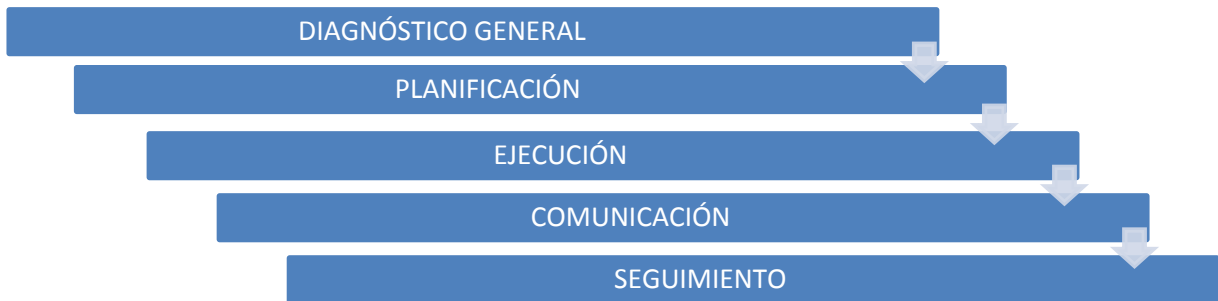 DIAGNÓSTICO GENERAL
PLANIFICACIÓN
EJECUCIÓN
COMUNICACIÓN
SEGUIMIENTO